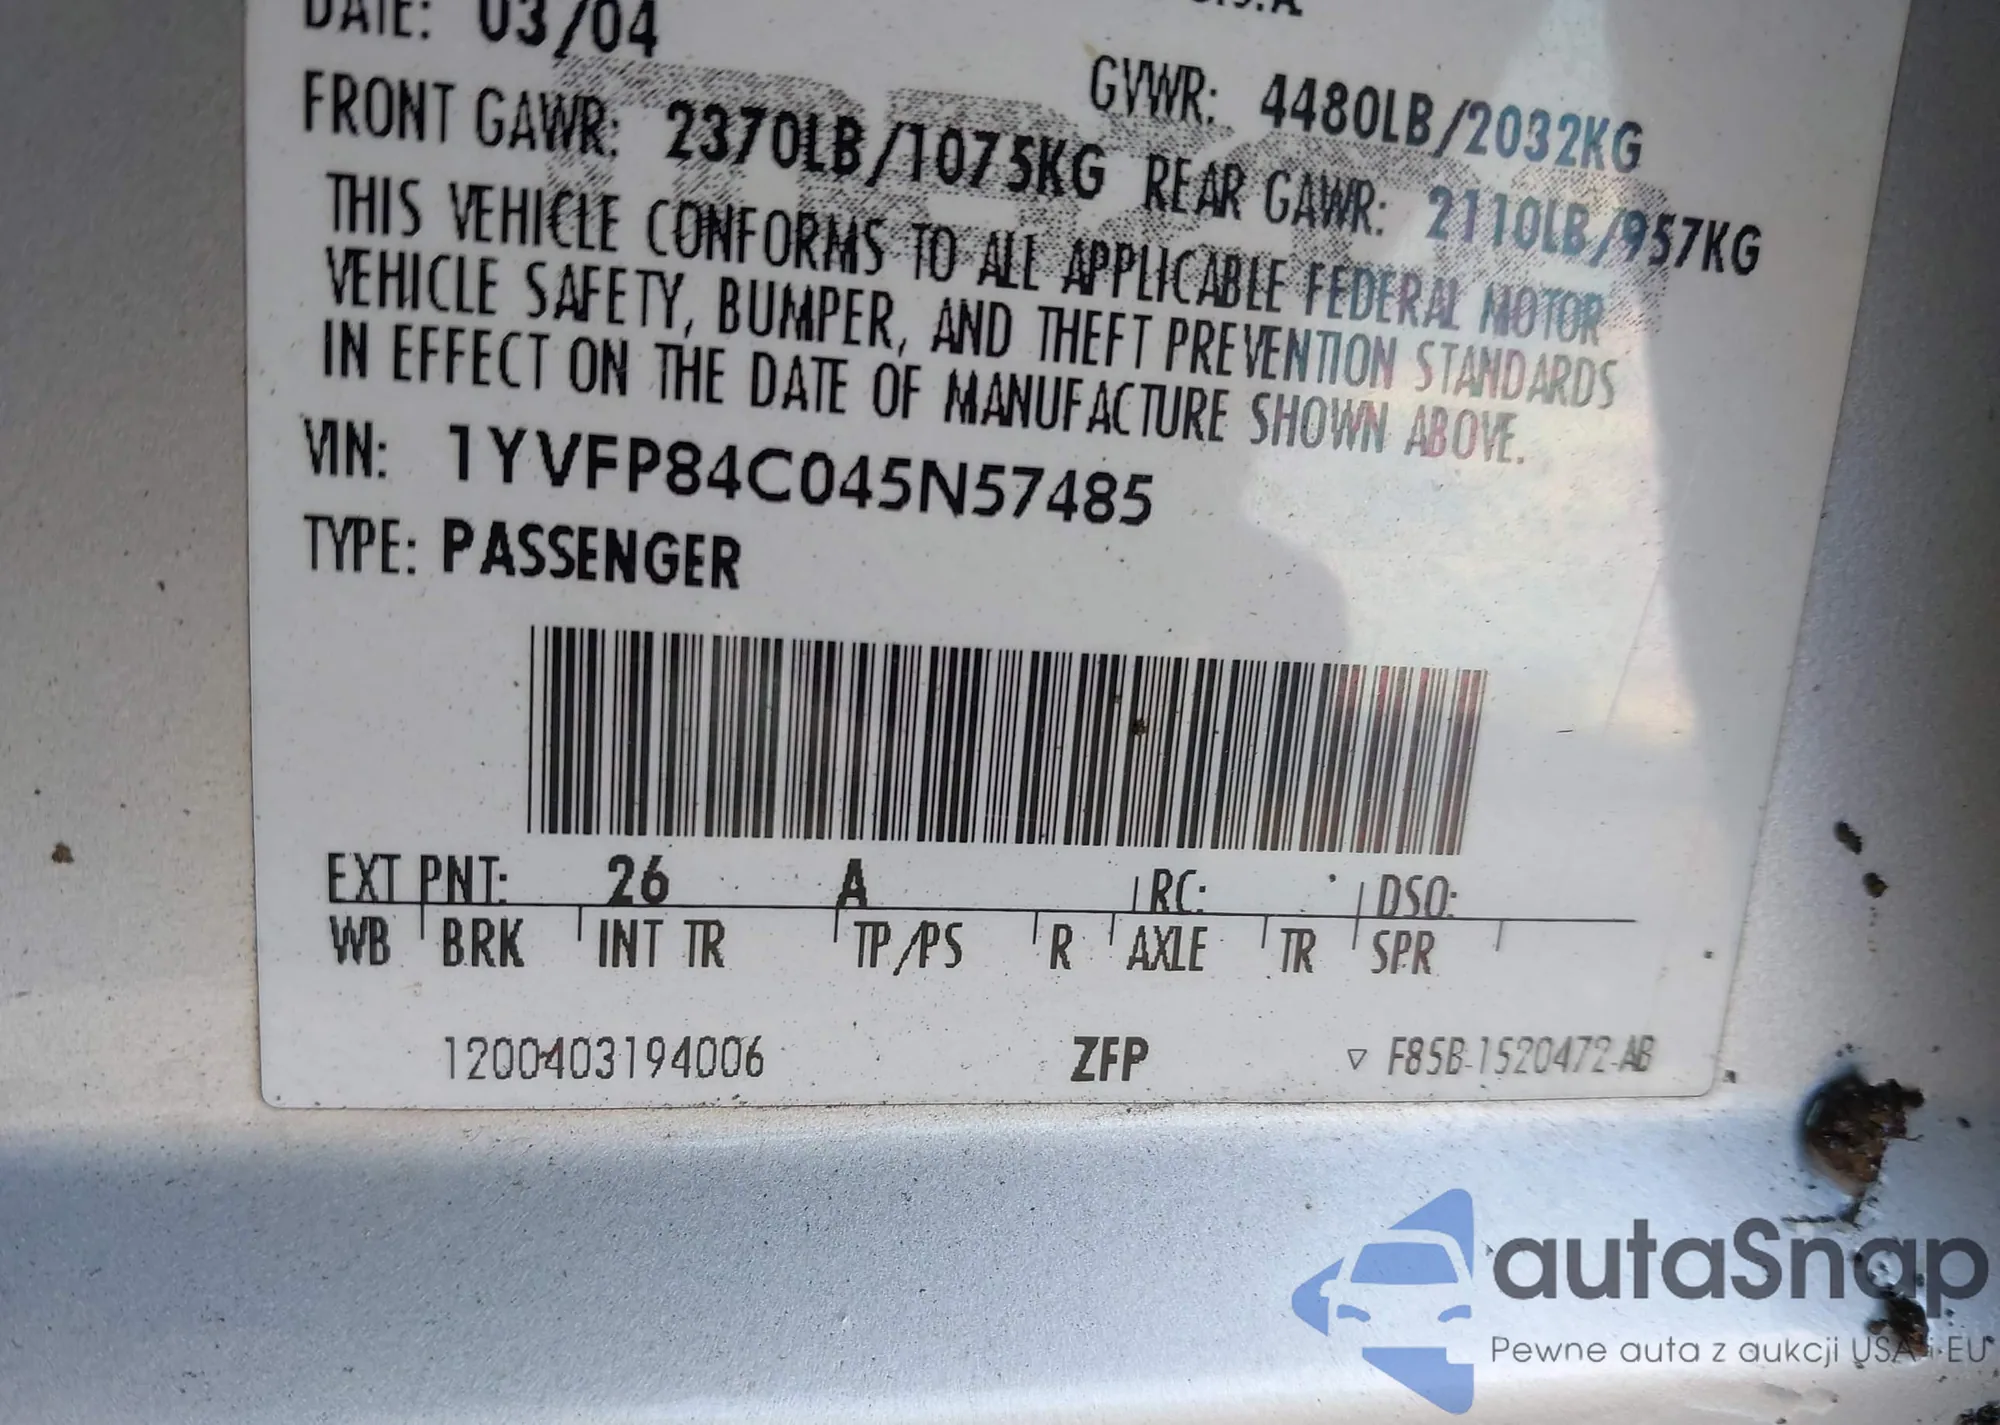 DATE: 03/04
GVWR: 4480LB/2032KG
FRONT GAWR: 2370LB/1075KG REAR GAWR: 2110LB/957KG
THIS VEHICLE CONFORMS TO ALL APPLICABLE FEDERAL MOTOR
VEHICLE SAFETY, BUMPER, AND THEFT PREVENTION STANDARDS
IN EFFECT ON THE DATE OF MANUFACTURE SHOWN ABOVE.
VIN: 1YVFP84C045N57485
TYPE: PASSENGER
EXT PNT: 26 A RC: DSO:
WB BRK INT TR TP/PS R AXLE TR SPR
1200403194006 ZFP ▽ F85B-1520472-AB
autaSnap
Pewne auta z aukcji USA i EU